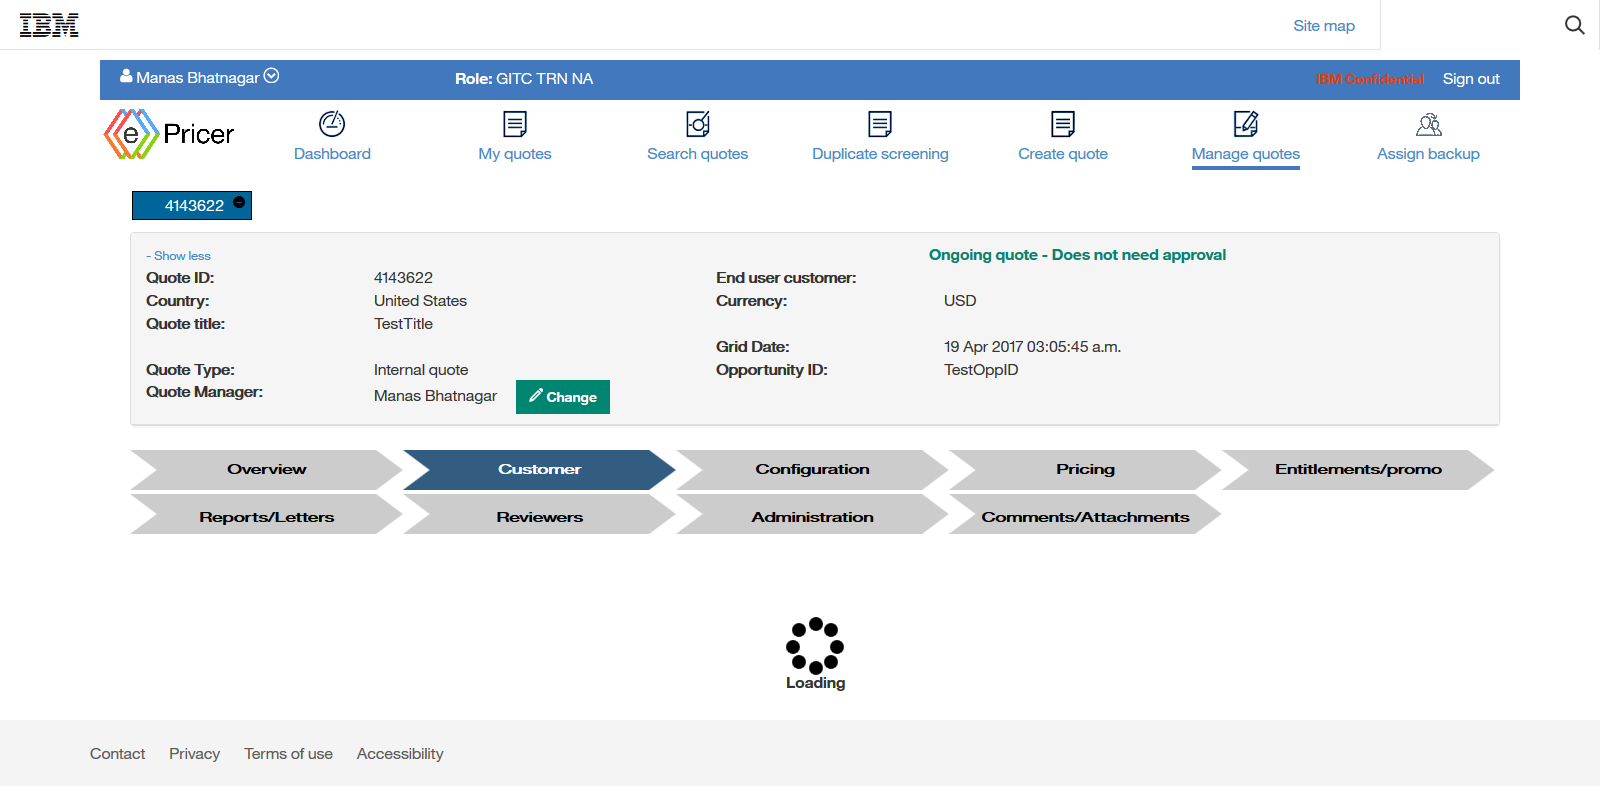 IBM
Site map
Manas Bhatnagar
Role: GITC TRN NA
IBM Confidential
Sign out
e Pricer
Dashboard
My quotes
Search quotes
Duplicate screening
Create quote
Manage quotes
Assign backup
4143622
- Show less
Ongoing quote - Does not need approval
Quote ID: 4143622
End user customer:
Country: United States
Currency: USD
Quote title: TestTitle
Grid Date: 19 Apr 2017 03:05:45 a.m.
Quote Type: Internal quote
Opportunity ID: TestOppID
Quote Manager: Manas Bhatnagar
Change
Overview
Customer
Configuration
Pricing
Entitlements/promo
Reports/Letters
Reviewers
Administration
Comments/Attachments
Loading
Contact
Privacy
Terms of use
Accessibility